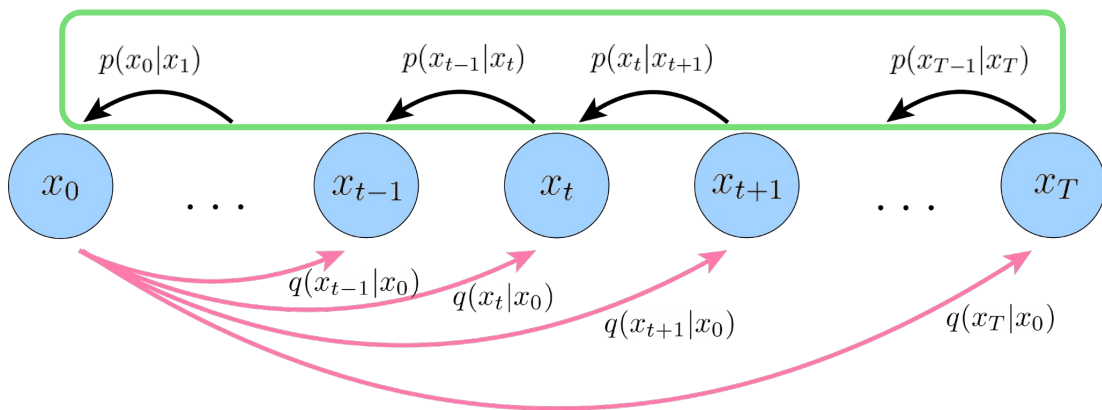 p(x_0|x_1) p(x_{t-1}|x_t) p(x_t|x_{t+1}) p(x_{T-1}|x_T)
x_0 ... x_{t-1} x_t x_{t+1} ... x_T
q(x_{t-1}|x_0) q(x_t|x_0) q(x_{t+1}|x_0) q(x_T|x_0)